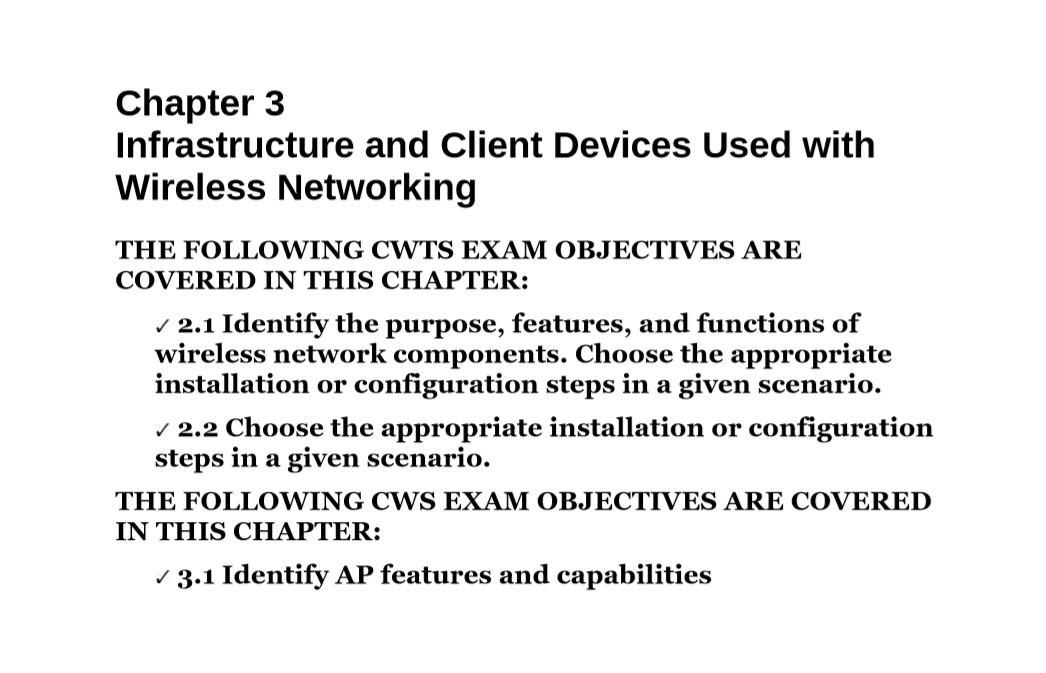 Chapter 3
Infrastructure and Client Devices Used with
Wireless Networking
THE FOLLOWING CWTS EXAM OBJECTIVES ARE
COVERED IN THIS CHAPTER:
✓ 2.1 Identify the purpose, features, and functions of
wireless network components. Choose the appropriate
installation or configuration steps in a given scenario.
✓ 2.2 Choose the appropriate installation or configuration
steps in a given scenario.
THE FOLLOWING CWS EXAM OBJECTIVES ARE COVERED
IN THIS CHAPTER:
✓ 3.1 Identify AP features and capabilities